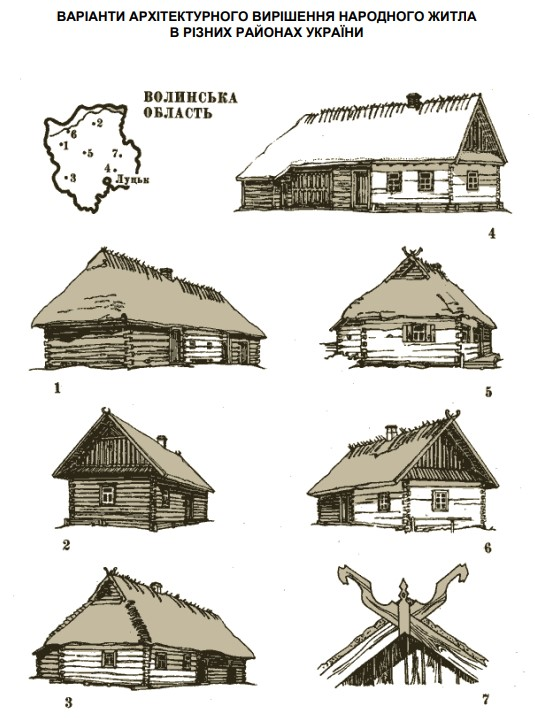 ВАРІАНТИ АРХІТЕКТУРНОГО ВИРІШЕННЯ НАРОДНОГО ЖИТЛА
В РІЗНИХ РАЙОНАХ УКРАЇНИ
ВОЛИНСЬКА
ОБЛАСТЬ
2
6
1
5
7
4
3
Луцьк
4
1
5
2
6
3
7